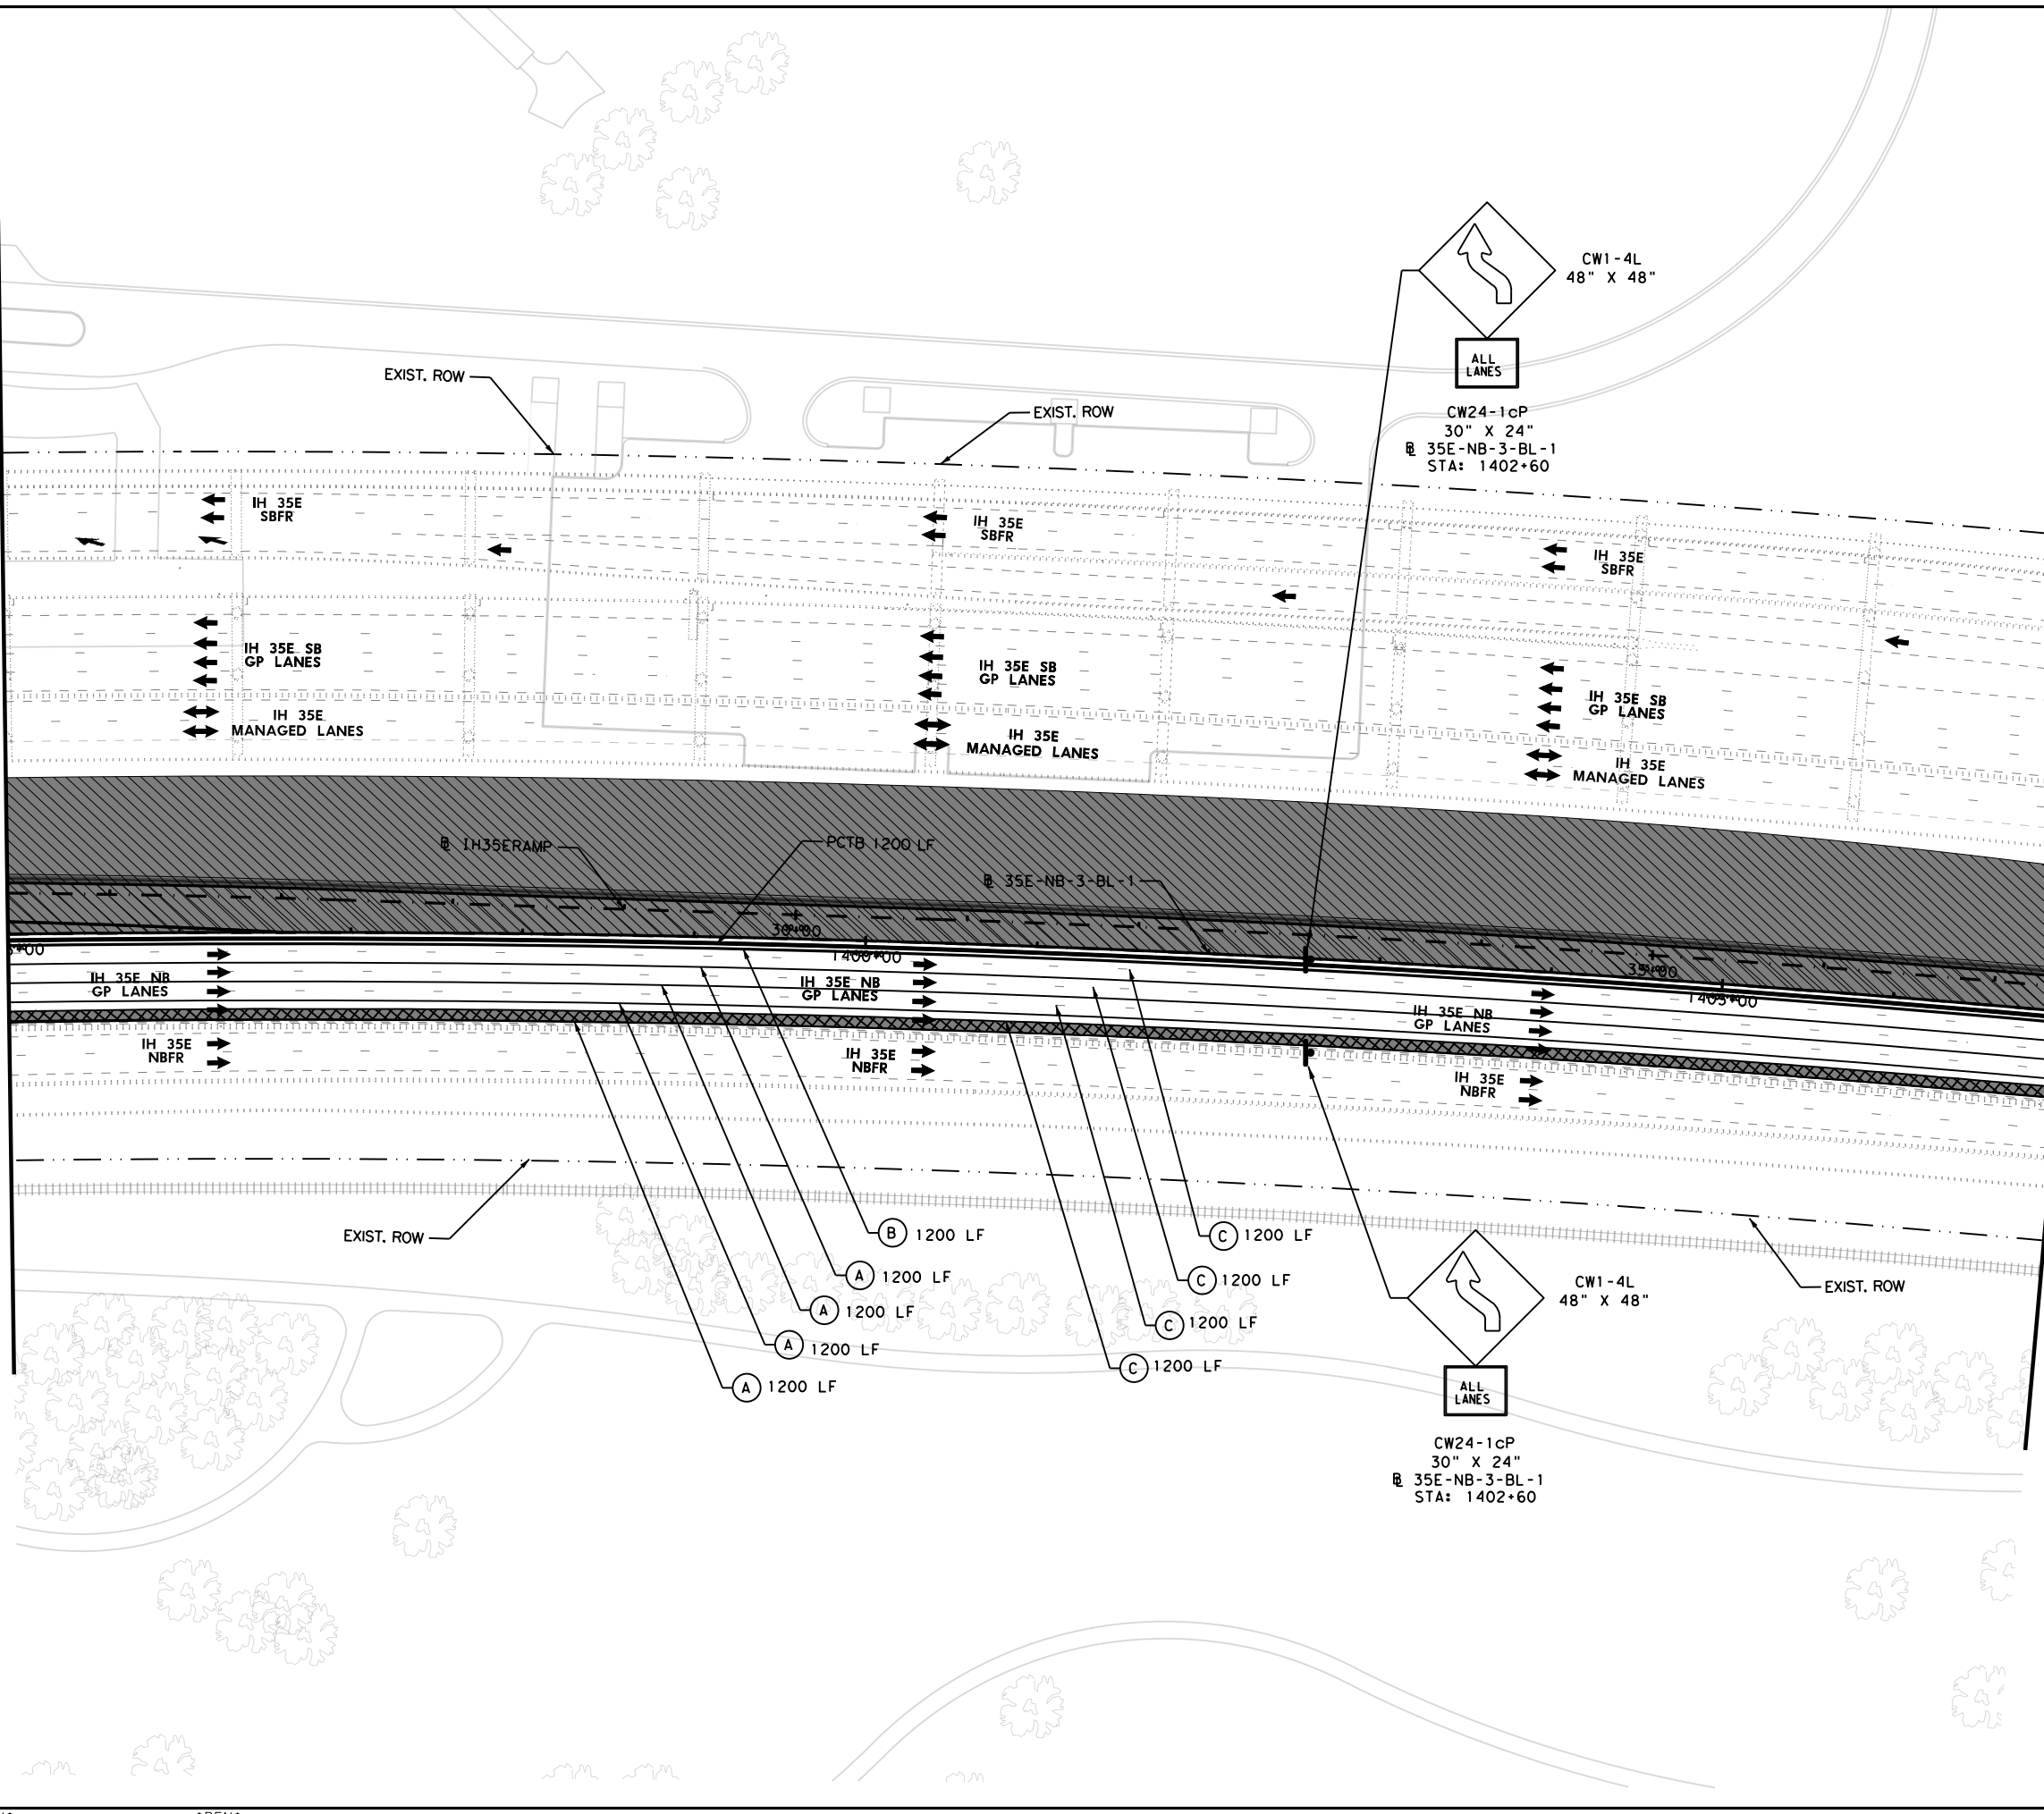 CW1-4L
48" X 48"
ALL
LANES
CW24-1cP
30" X 24"
℄ 35E-NB-3-BL-1
STA: 1402+60
EXIST. ROW
EXIST. ROW
IH 35E
SBFR
IH 35E
SBFR
IH 35E
SBFR
IH 35E SB
GP LANES
IH 35E SB
GP LANES
IH 35E SB
GP LANES
IH 35E
MANAGED LANES
IH 35E
MANAGED LANES
IH 35E
MANAGED LANES
℄ IH35ERAMP
PCTB 1200 LF
℄ 35E-NB-3-BL-1
30+00
1400+00
35+00
1405+00
IH 35E NB
GP LANES
IH 35E NB
GP LANES
IH 35E NB
GP LANES
IH 35E
NBFR
IH 35E
NBFR
IH 35E
NBFR
EXIST. ROW
B 1200 LF
A 1200 LF
A 1200 LF
A 1200 LF
A 1200 LF
C 1200 LF
C 1200 LF
C 1200 LF
C 1200 LF
EXIST. ROW
CW1-4L
48" X 48"
ALL
LANES
CW24-1cP
30" X 24"
℄ 35E-NB-3-BL-1
STA: 1402+60